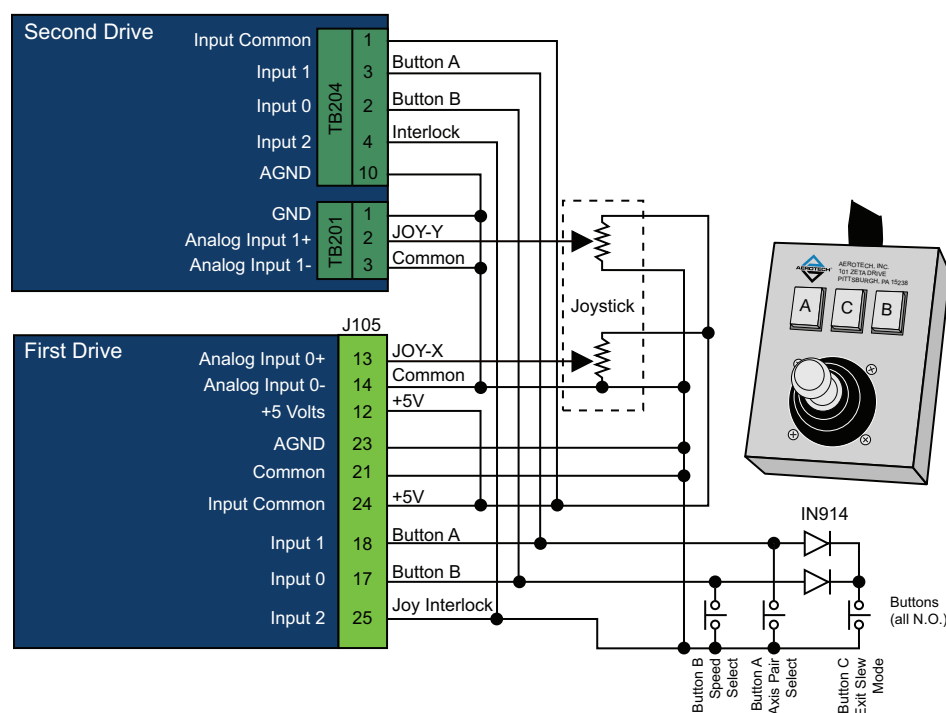 Second Drive
Input Common 1
Input 1 3 Button A
Input 0 2 Button B
Input 2 4 Interlock
AGND 10
TB204
GND 1
Analog Input 1+ 2 JOY-Y
Analog Input 1- 3 Common
TB201
Joystick
First Drive
J105
Analog Input 0+ 13 JOY-X
Analog Input 0- 14 Common
+5 Volts 12 +5V
AGND 23
Common 21
Input Common 24 +5V
Input 1 18 Button A
Input 0 17 Button B
Input 2 25 Joy Interlock
IN914
Buttons
(all N.O.)
Button B
Speed
Select
Button A
Axis Pair
Select
Button C
Exit Slew
Mode
AEROTECH
AEROTECH, INC.
101 ZETA DRIVE
PITTSBURGH, PA 15238
A C B